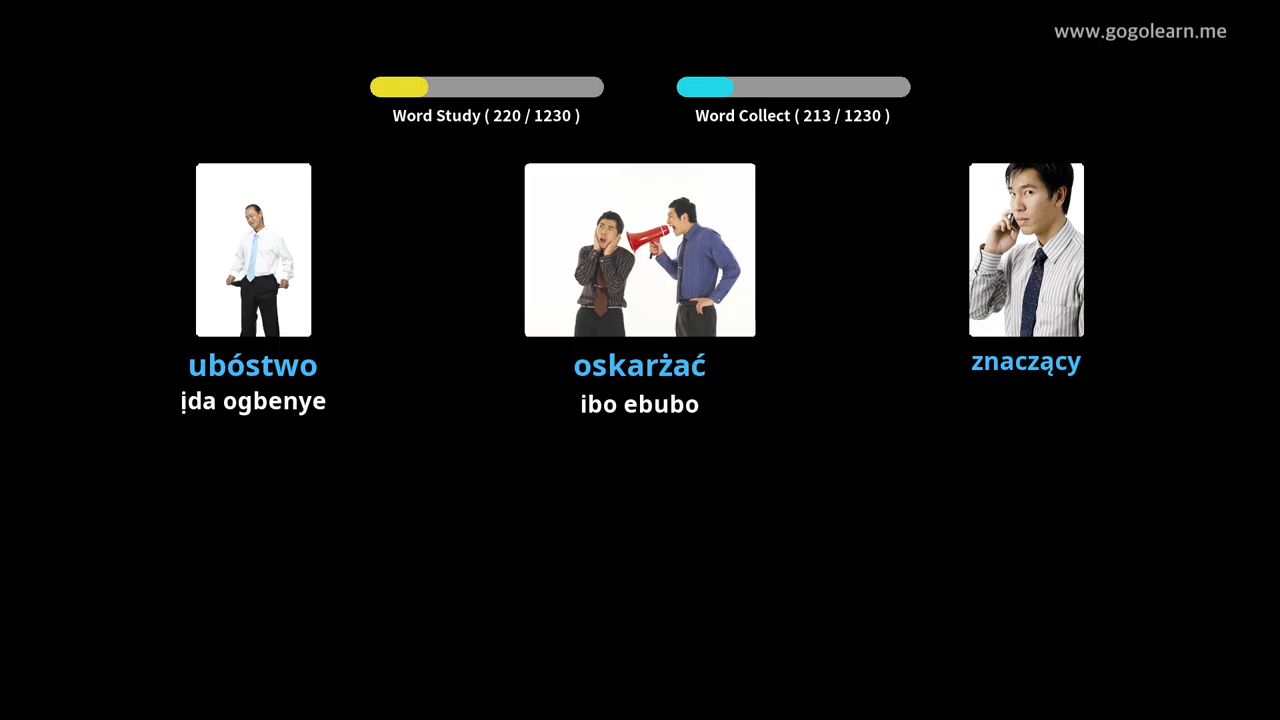 www.gogolearn.me
Word Study ( 220 / 1230 )
Word Collect ( 213 / 1230 )
ubóstwo
ịda ogbenye
oskarżać
ibo ebubo
znaczący